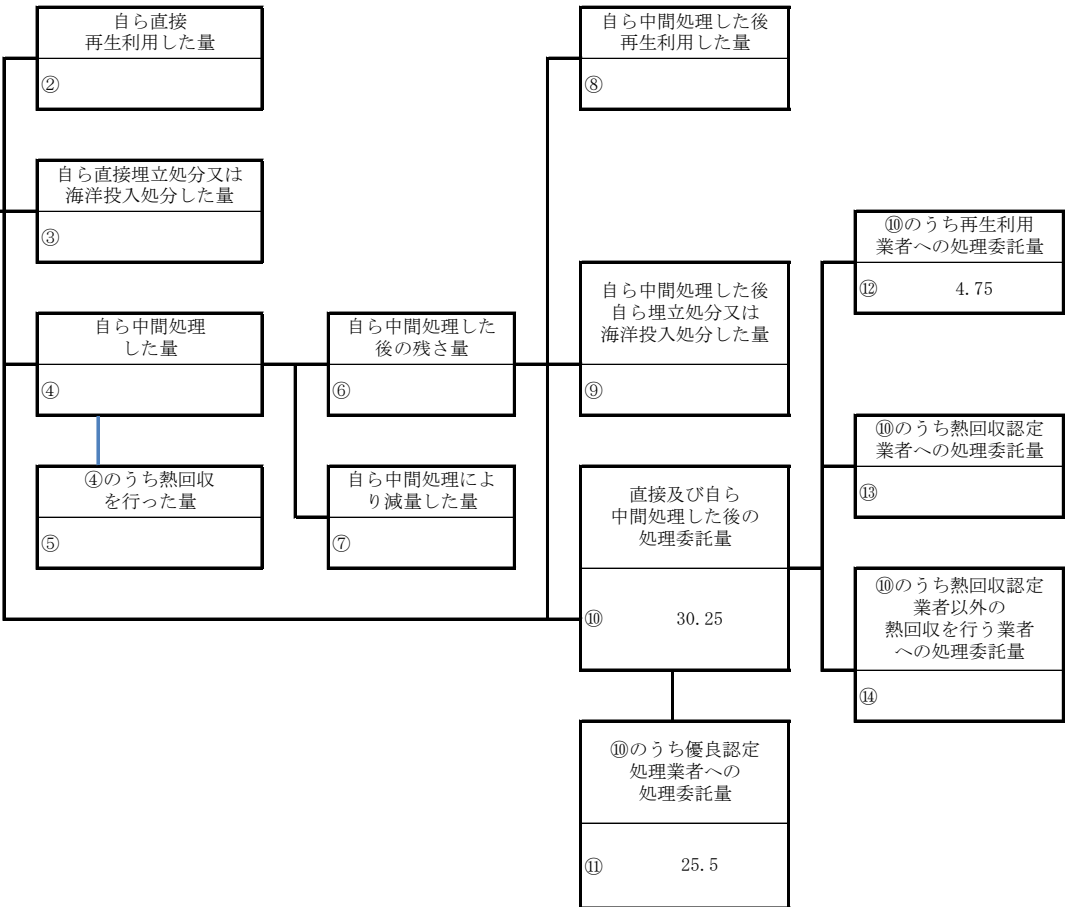 自ら直接
再生利用した量
②
自ら中間処理した後
再生利用した量
⑧
自ら直接埋立処分又は
海洋投入処分した量
③
⑩のうち再生利用
業者への処理委託量
⑫ 4.75
自ら中間処理
した量
④
自ら中間処理した
後の残さ量
⑥
自ら中間処理した後
自ら埋立処分又は
海洋投入処分した量
⑨
⑩のうち熱回収認定
業者への処理委託量
⑬
④のうち熱回収
を行った量
⑤
自ら中間処理によ
り減量した量
⑦
直接及び自ら
中間処理した後の
処理委託量
⑩ 30.25
⑩のうち熱回収認定
業者以外の
熱回収を行う業者
への処理委託量
⑭
⑩のうち優良認定
処理業者への
処理委託量
⑪ 25.5